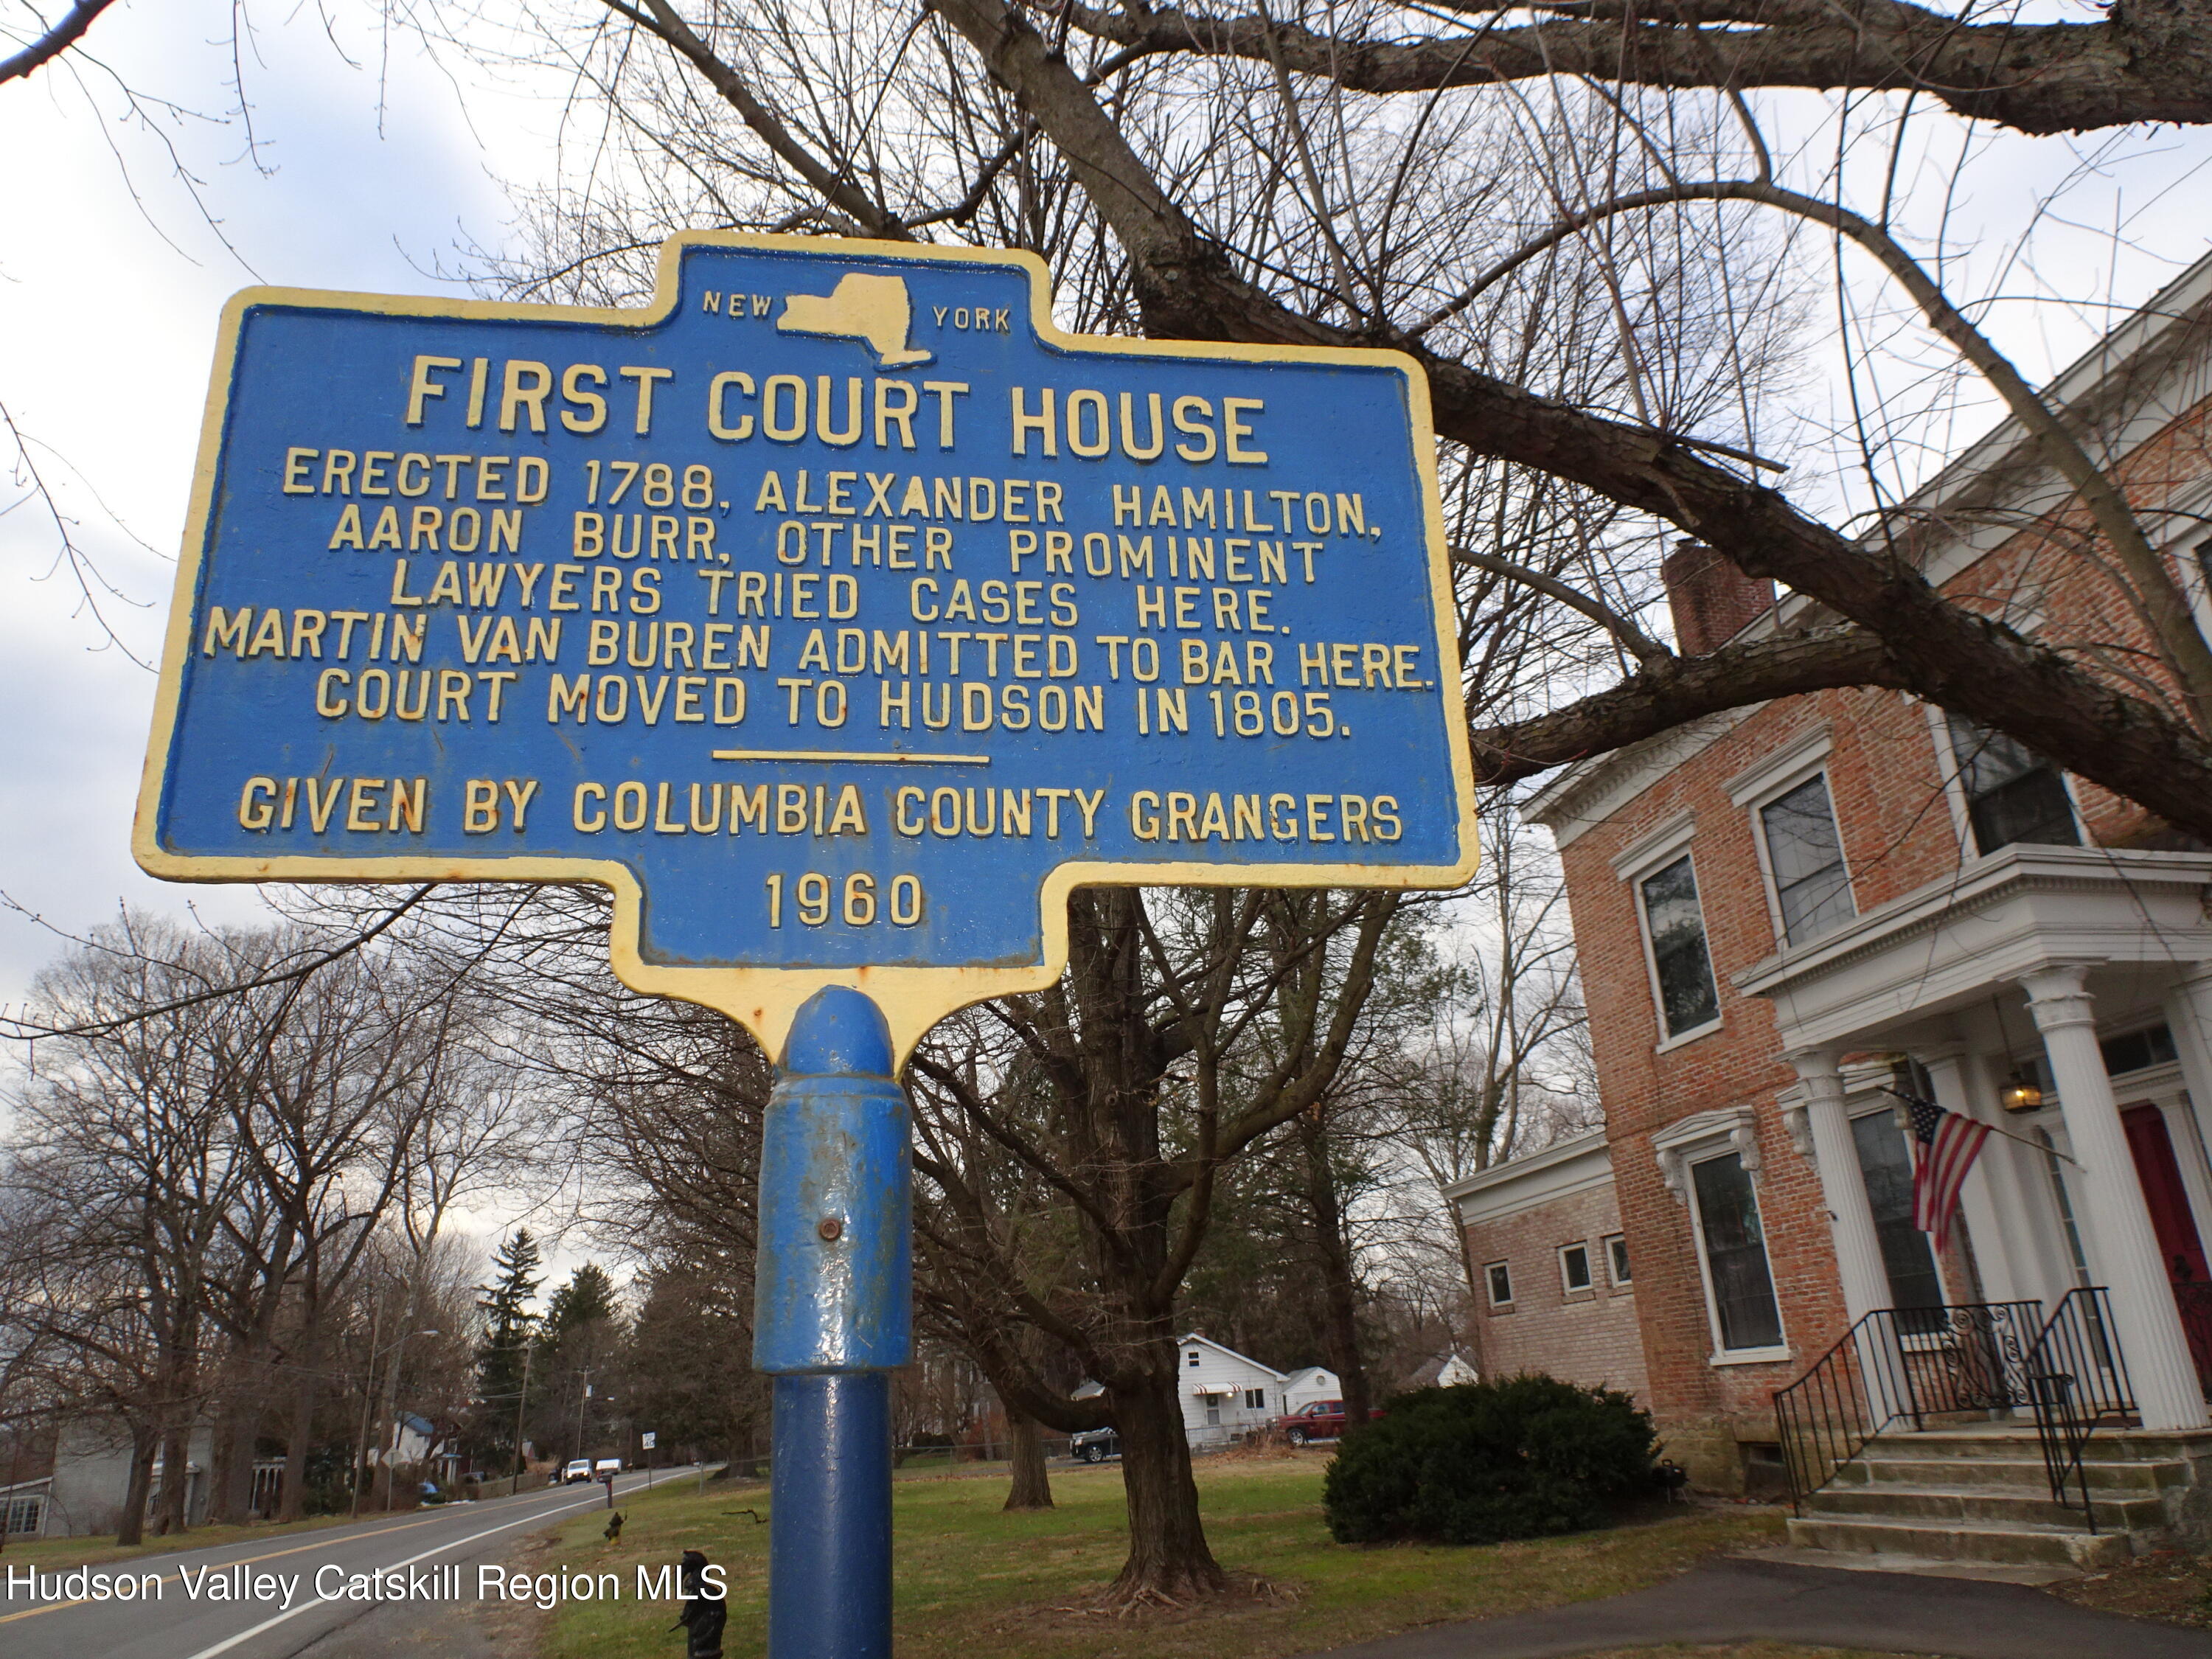 NEW YORK
FIRST COURT HOUSE
ERECTED 1788, ALEXANDER HAMILTON,
AARON BURR, OTHER PROMINENT
LAWYERS TRIED CASES HERE.
MARTIN VAN BUREN ADMITTED TO BAR HERE.
COURT MOVED TO HUDSON IN 1805.
GIVEN BY COLUMBIA COUNTY GRANGERS
1960
Hudson Valley Catskill Region MLS